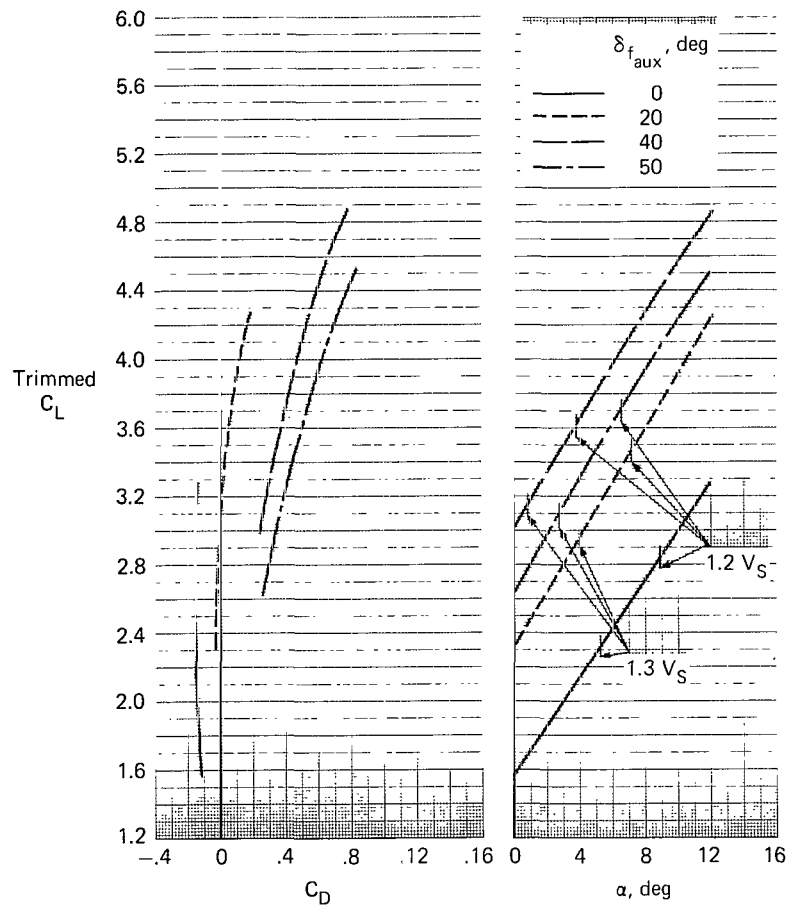 6.0
5.6
5.2
4.8
4.4
4.0
3.6
3.2
2.8
2.4
2.0
1.6
1.2
Trimmed
C_L
-.4 0 .4 .8 .12 .16
C_D
δ_f_aux, deg
0
20
40
50
1.2 V_S
1.3 V_S
0 4 8 12 16
α, deg